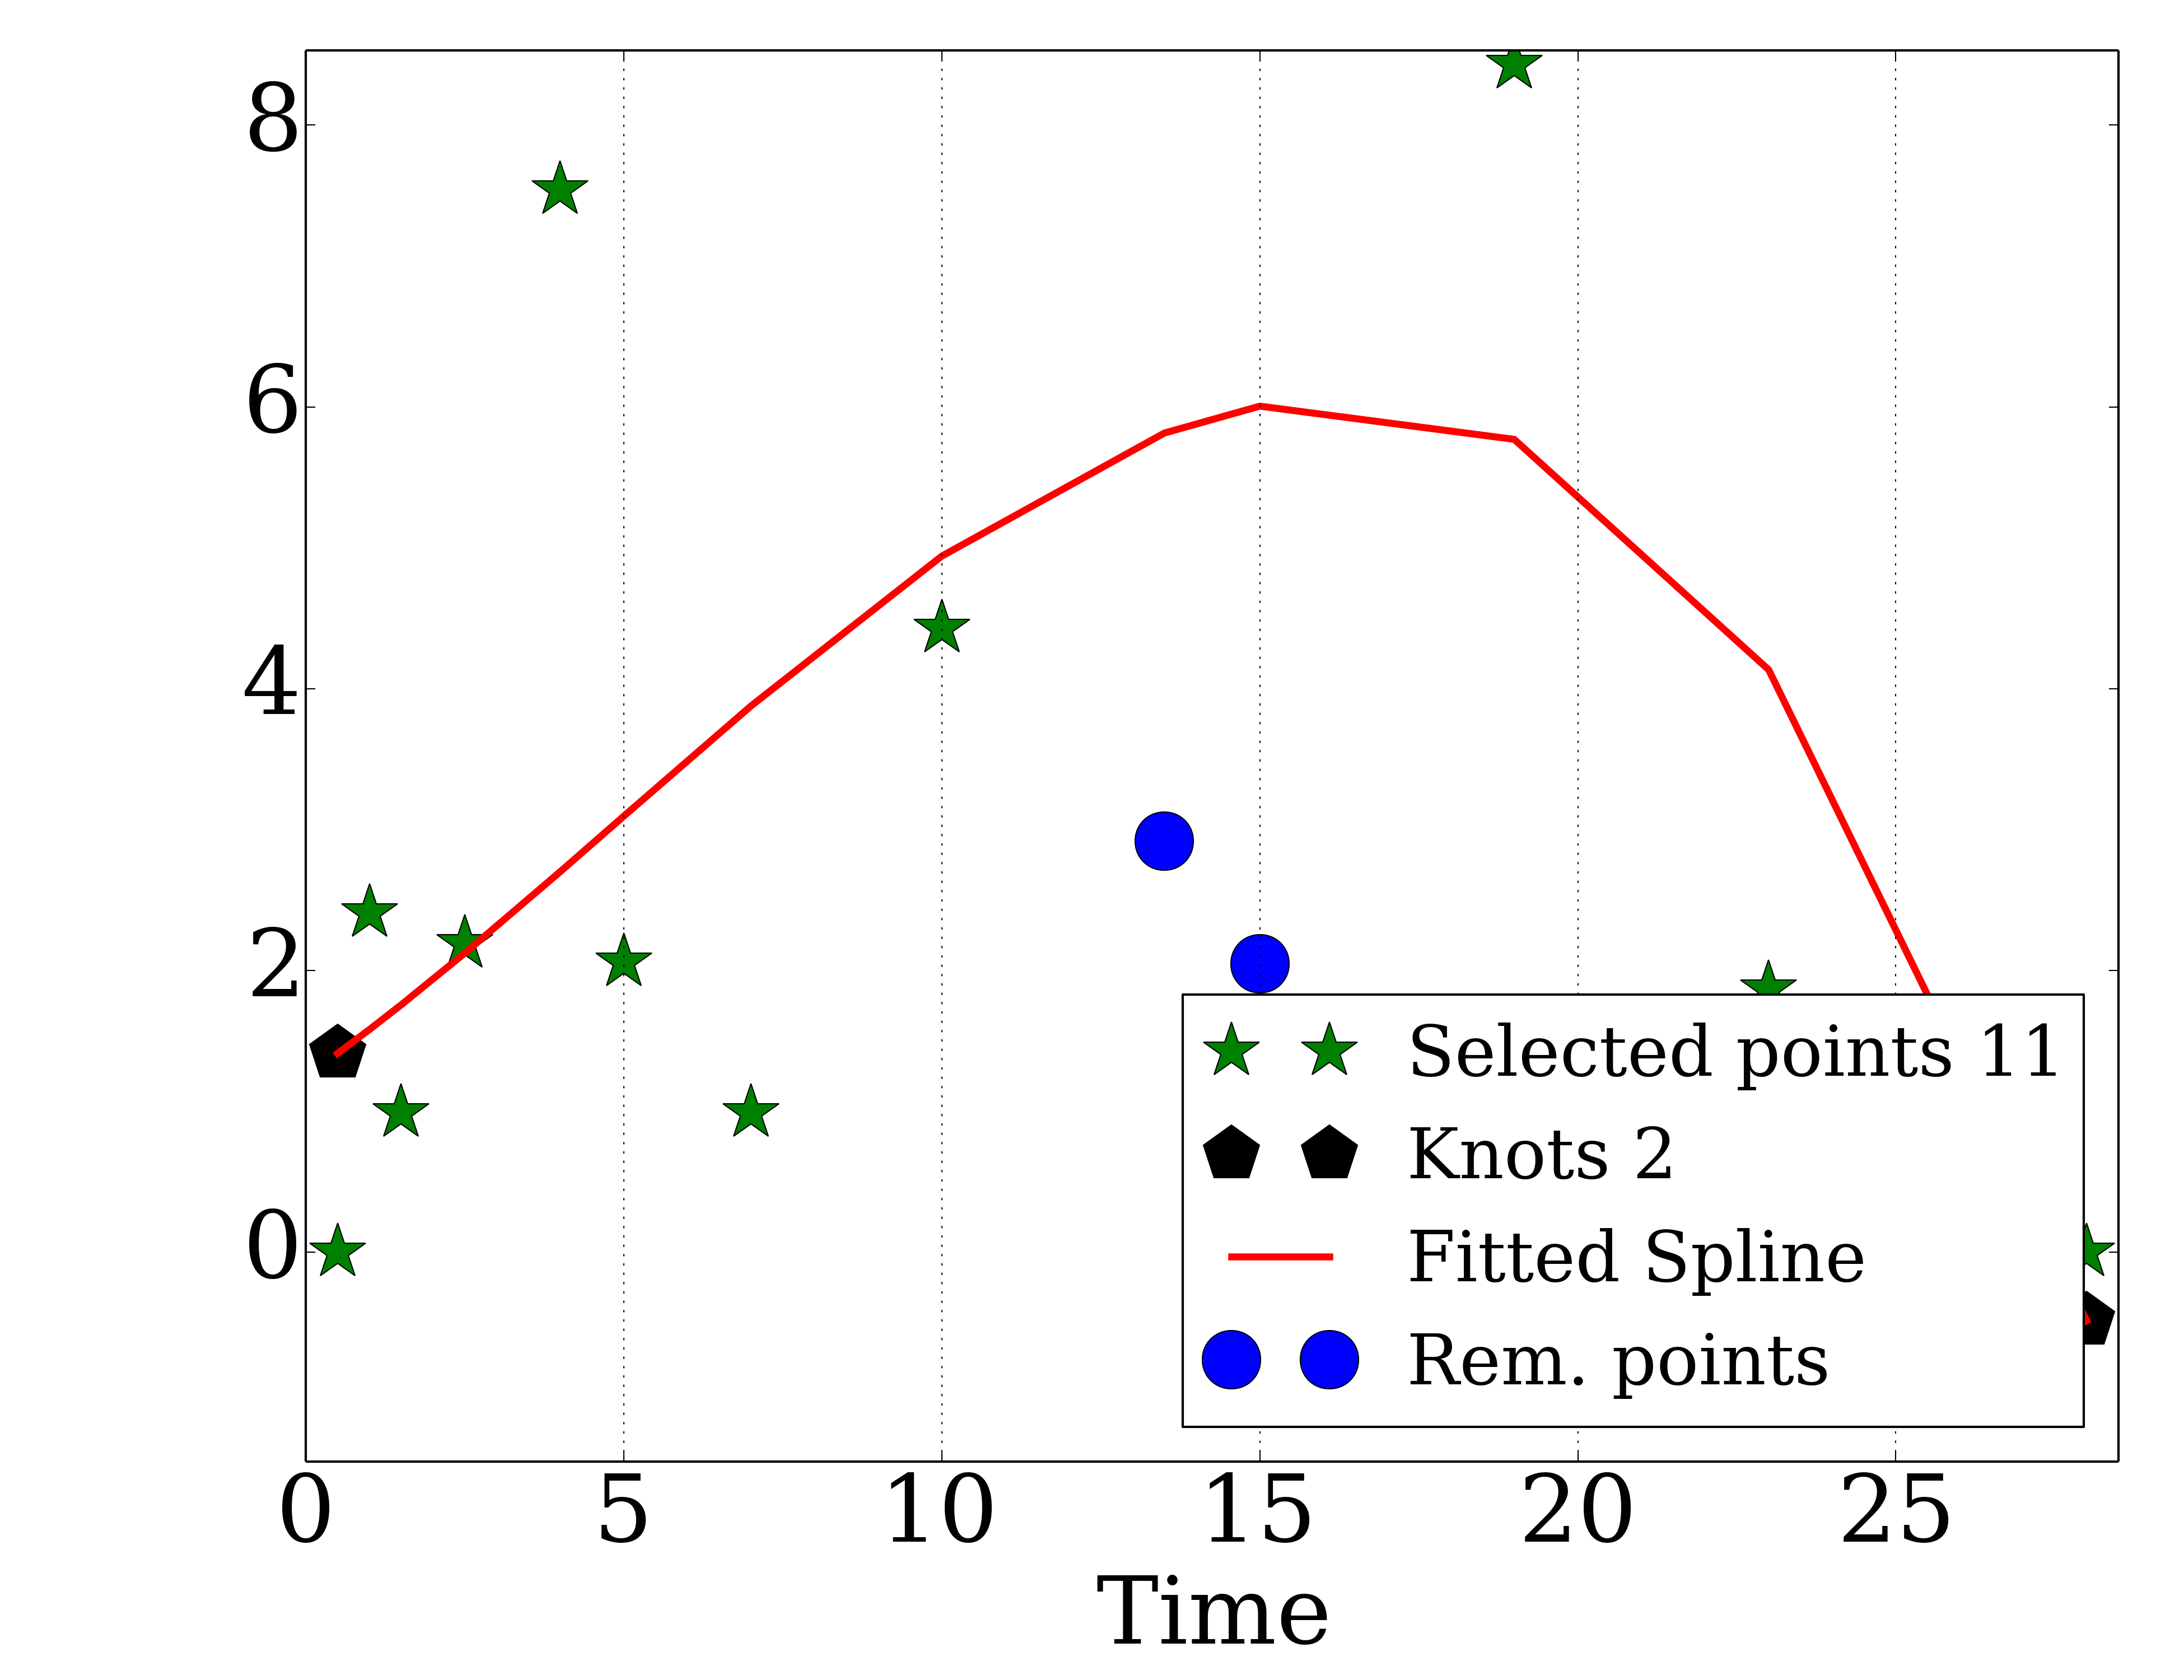 8
6
4
2
0
Selected points 11
Knots 2
Fitted Spline
Rem. points
0 5 10 15 20 25
Time